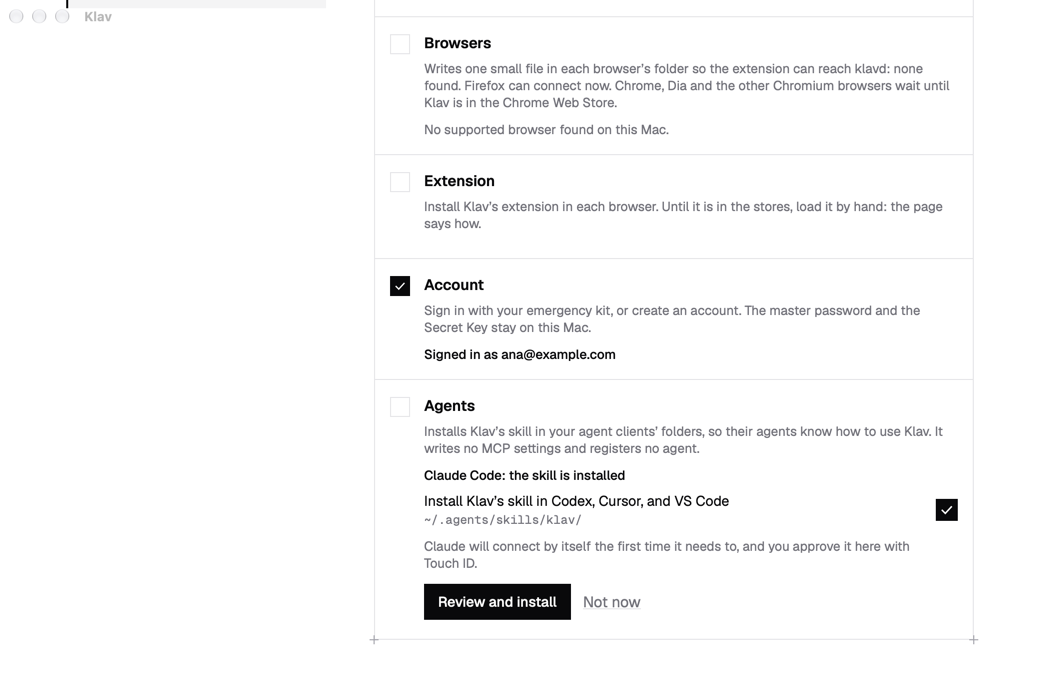 Klav
Browsers
Writes one small file in each browser’s folder so the extension can reach klavd: none
found. Firefox can connect now. Chrome, Dia and the other Chromium browsers wait until
Klav is in the Chrome Web Store.
No supported browser found on this Mac.
Extension
Install Klav’s extension in each browser. Until it is in the stores, load it by hand: the page
says how.
Account
Sign in with your emergency kit, or create an account. The master password and the
Secret Key stay on this Mac.
Signed in as ana@example.com
Agents
Installs Klav’s skill in your agent clients’ folders, so their agents know how to use Klav. It
writes no MCP settings and registers no agent.
Claude Code: the skill is installed
Install Klav’s skill in Codex, Cursor, and VS Code
~/.agents/skills/klav/
Claude will connect by itself the first time it needs to, and you approve it here with
Touch ID.
Review and install Not now